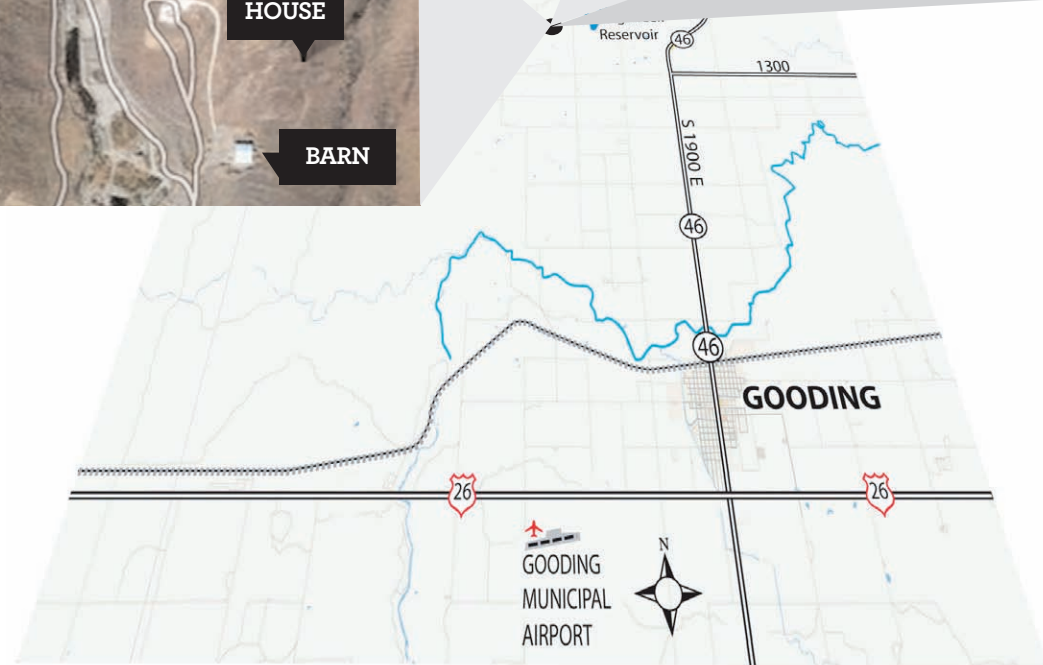 HOUSE
BARN
Reservoir
46
1300
S 1900 E
46
46
GOODING
26
26
GOODING
MUNICIPAL
AIRPORT
N